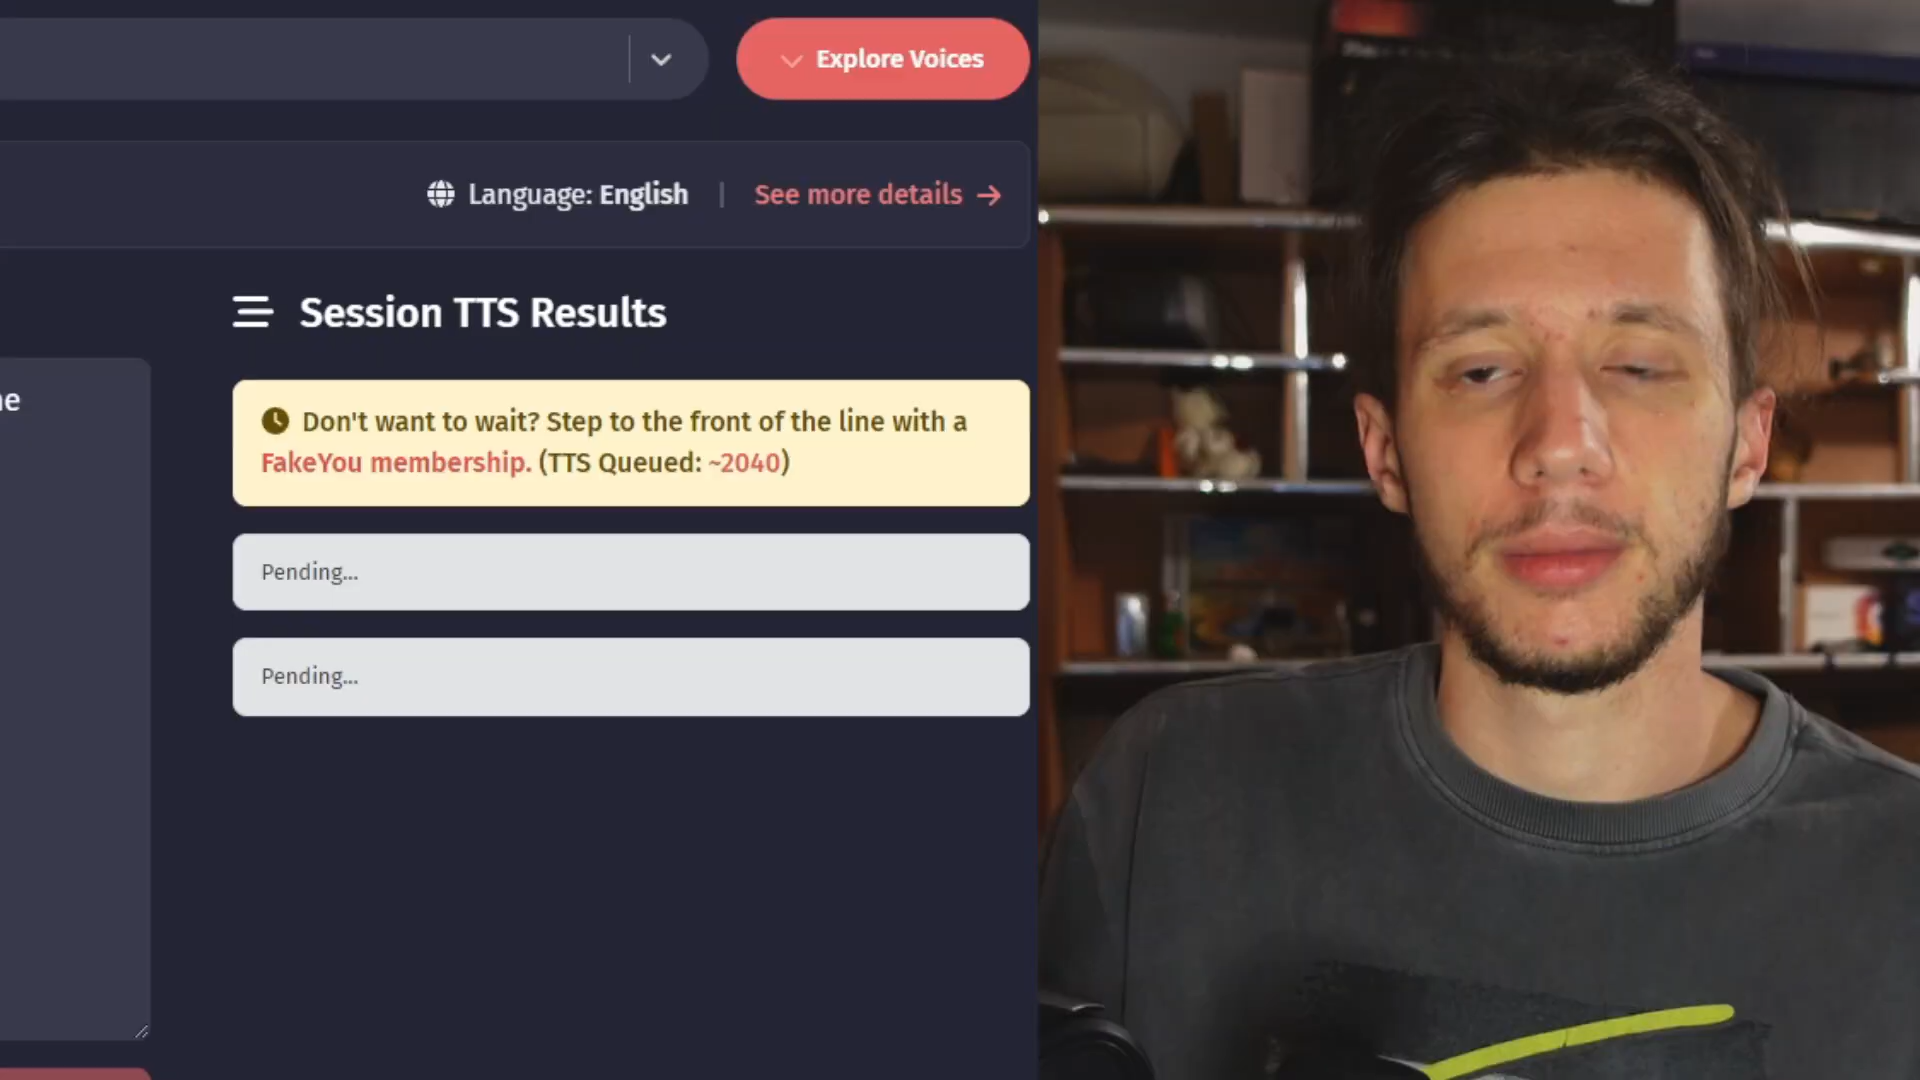 Explore Voices
Language: English | See more details →
Session TTS Results
Don't want to wait? Step to the front of the line with a
FakeYou membership. (TTS Queued: ~2040)
Pending...
Pending...